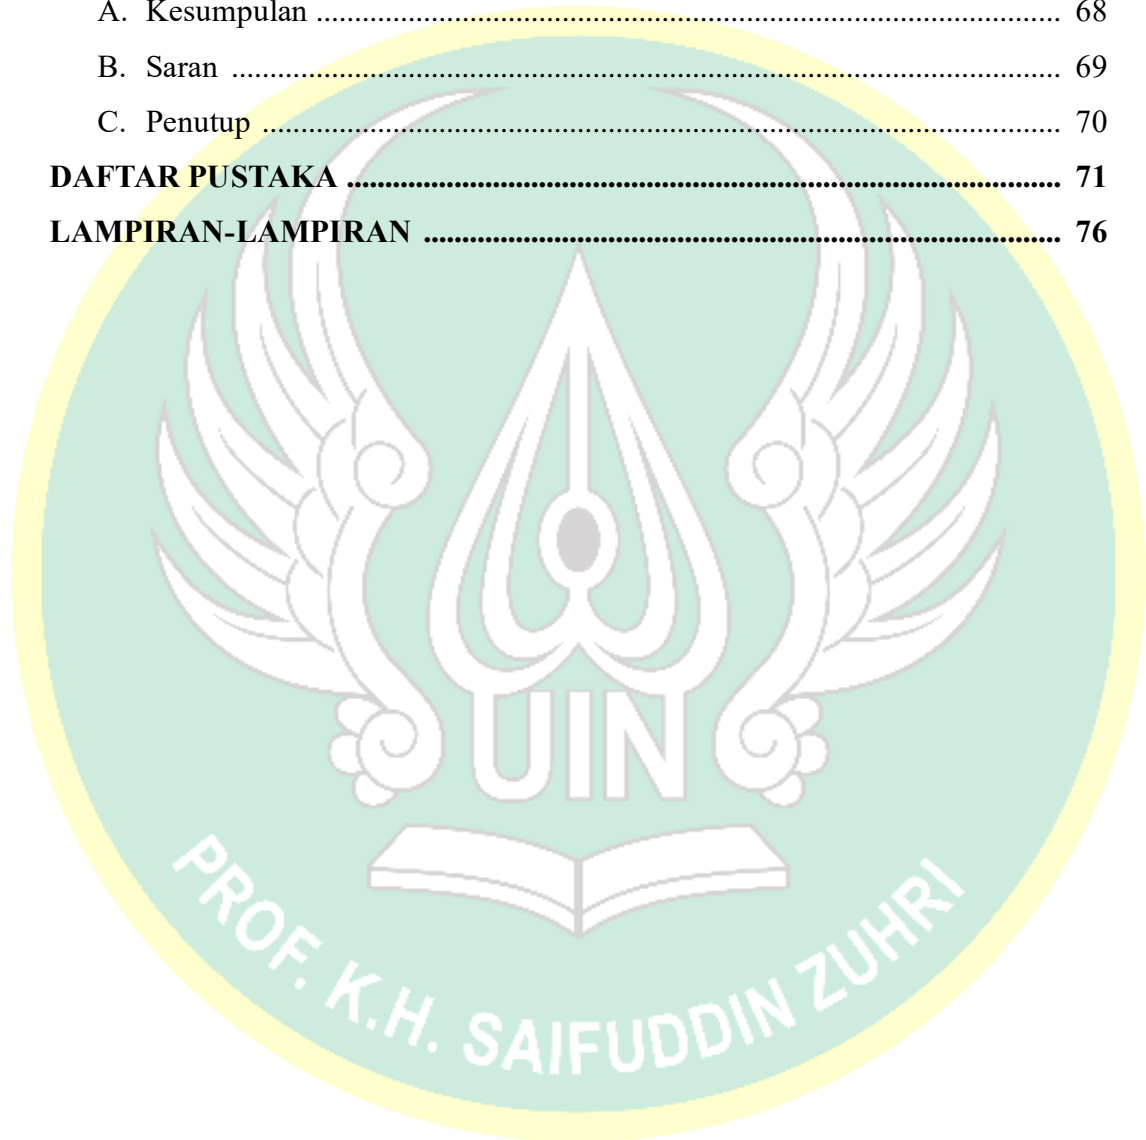 A. Kesumpulan ................................................................................................ 68
B. Saran ........................................................................................................... 69
C. Penutup ....................................................................................................... 70
DAFTAR PUSTAKA ............................................................................................ 71
LAMPIRAN-LAMPIRAN .................................................................................. 76
UIN
PROF. K.H. SAIFUDDIN ZUHRI